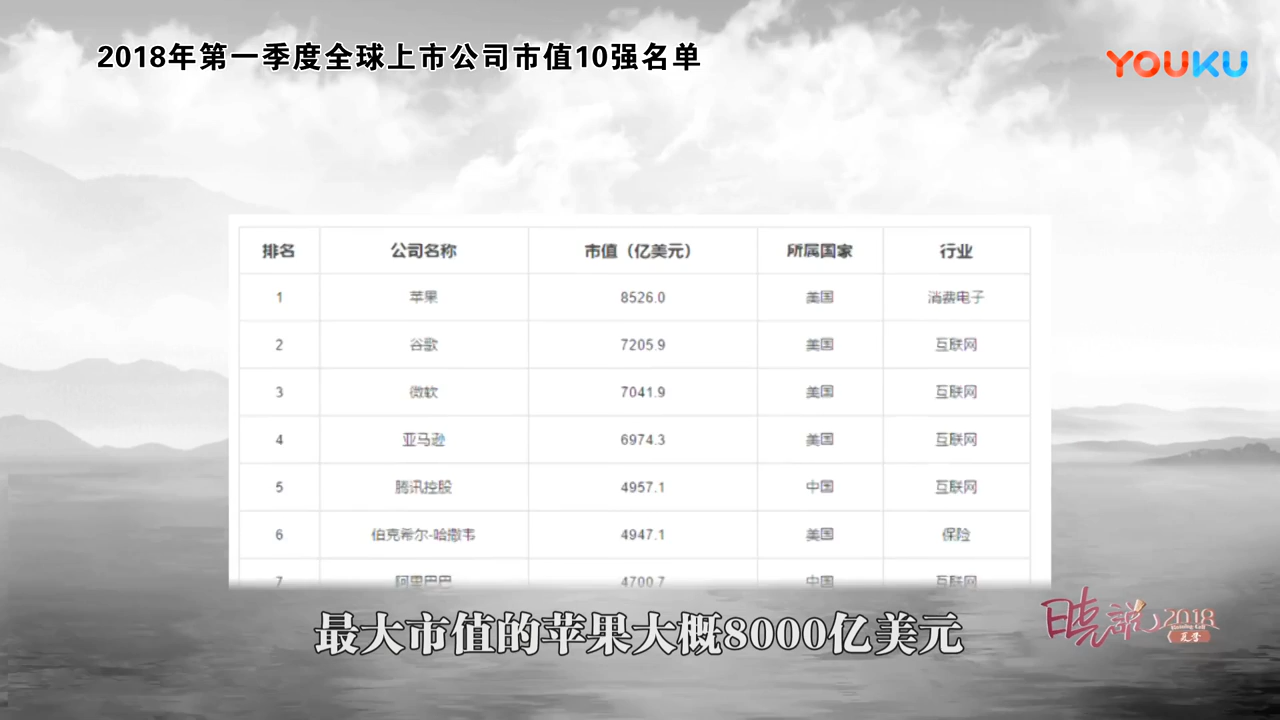 2018年第一季度全球上市公司市值10强名单
YOUKU
排名 公司名称 市值（亿美元） 所属国家 行业
1 苹果 8526.0 美国 消费电子
2 谷歌 7205.9 美国 互联网
3 微软 7041.9 美国 互联网
4 亚马逊 6974.3 美国 互联网
5 腾讯控股 4957.1 中国 互联网
6 伯克希尔-哈撒韦 4947.1 美国 保险
7 阿里巴巴 4700.7 中国 互联网
晓说 2018
夏季
最大市值的苹果大概8000亿美元